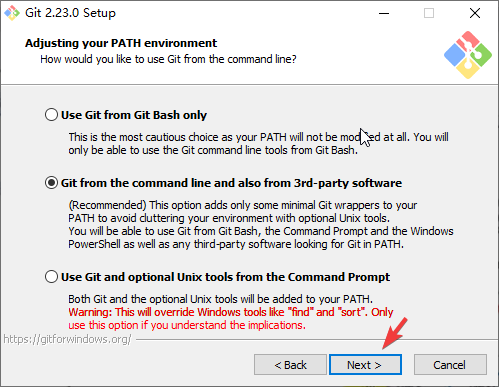 Git 2.23.0 Setup
Adjusting your PATH environment
How would you like to use Git from the command line?
Use Git from Git Bash only
This is the most cautious choice as your PATH will not be modified at all. You will
only be able to use the Git command line tools from Git Bash.
Git from the command line and also from 3rd-party software
(Recommended) This option adds only some minimal Git wrappers to your
PATH to avoid cluttering your environment with optional Unix tools.
You will be able to use Git from Git Bash, the Command Prompt and the Windows
PowerShell as well as any third-party software looking for Git in PATH.
Use Git and optional Unix tools from the Command Prompt
Both Git and the optional Unix tools will be added to your PATH.
Warning: This will override Windows tools like "find" and "sort". Only
use this option if you understand the implications.
https://gitforwindows.org/
< Back
Next >
Cancel